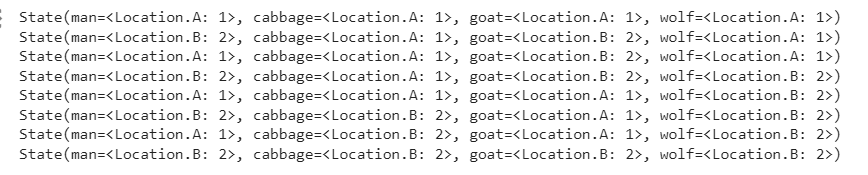 State(man=<Location.A: 1>, cabbage=<Location.A: 1>, goat=<Location.A: 1>, wolf=<Location.A: 1>)
State(man=<Location.B: 2>, cabbage=<Location.A: 1>, goat=<Location.B: 2>, wolf=<Location.A: 1>)
State(man=<Location.A: 1>, cabbage=<Location.A: 1>, goat=<Location.B: 2>, wolf=<Location.A: 1>)
State(man=<Location.B: 2>, cabbage=<Location.A: 1>, goat=<Location.B: 2>, wolf=<Location.B: 2>)
State(man=<Location.A: 1>, cabbage=<Location.A: 1>, goat=<Location.A: 1>, wolf=<Location.B: 2>)
State(man=<Location.B: 2>, cabbage=<Location.B: 2>, goat=<Location.A: 1>, wolf=<Location.B: 2>)
State(man=<Location.A: 1>, cabbage=<Location.B: 2>, goat=<Location.A: 1>, wolf=<Location.B: 2>)
State(man=<Location.B: 2>, cabbage=<Location.B: 2>, goat=<Location.B: 2>, wolf=<Location.B: 2>)